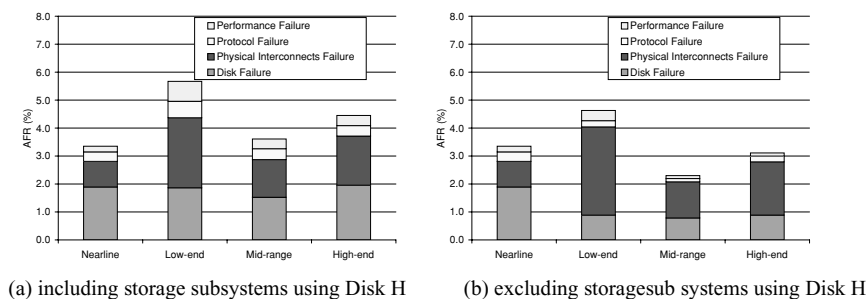 8.0
7.0
6.0
5.0
4.0
3.0
2.0
1.0
0.0
AFR (%)
Performance Failure
Protocol Failure
Physical Interconnects Failure
Disk Failure
Nearline Low-end Mid-range High-end
(a) including storage subsystems using Disk H
8.0
7.0
6.0
5.0
4.0
3.0
2.0
1.0
0.0
AFR (%)
Performance Failure
Protocol Failure
Physical Interconnects Failure
Disk Failure
Nearline Low-end Mid-range High-end
(b) excluding storagesub systems using Disk H